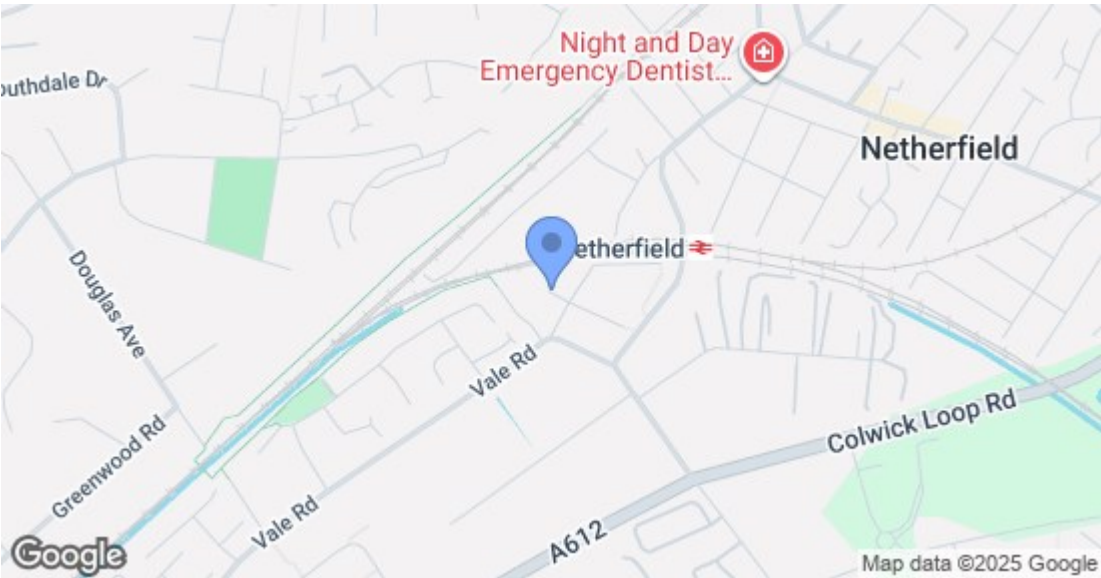 Night and Day
Emergency Dentist...
outhdale Dr
Netherfield
etherfield
Douglas Ave
Vale Rd
Colwick Loop Rd
Greenwood Rd
Vale Rd
A612
Google
Map data ©2025 Google